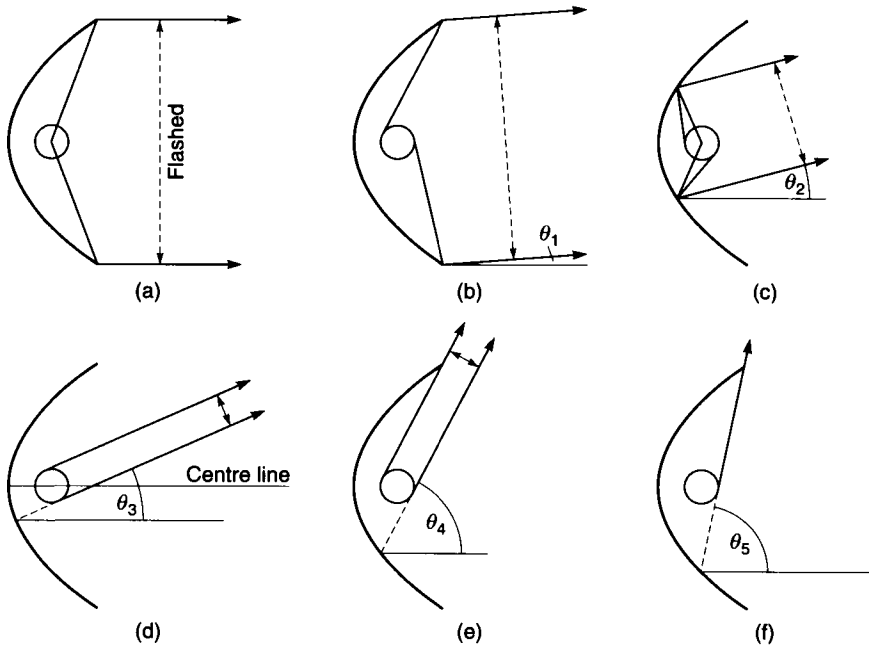 Flashed
θ1
θ2
(a)
(b)
(c)
Centre line
θ3
θ4
θ5
(d)
(e)
(f)